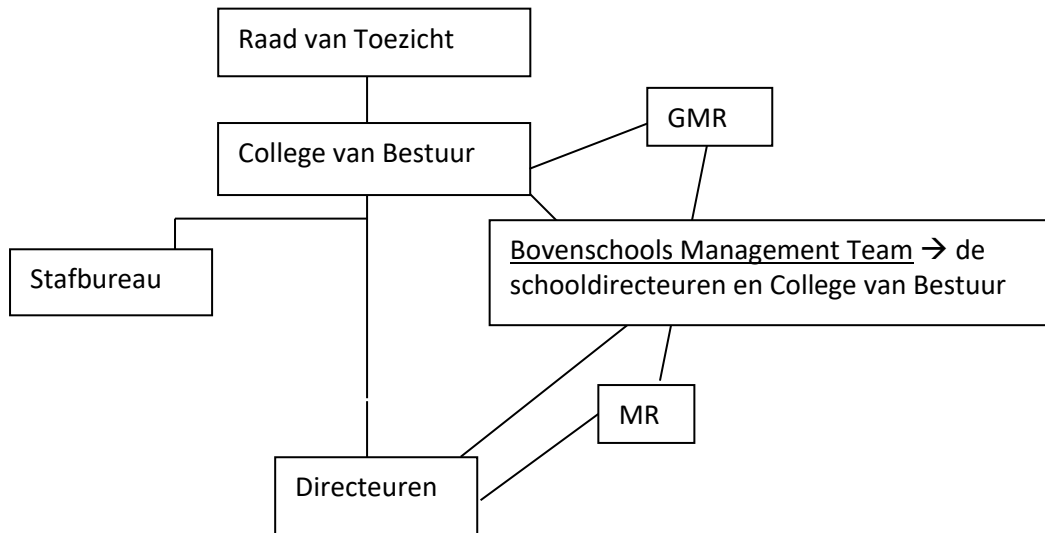 Raad van Toezicht
GMR
College van Bestuur
Bovenschools Management Team → de
schooldirecteuren en College van Bestuur
Stafbureau
MR
Directeuren